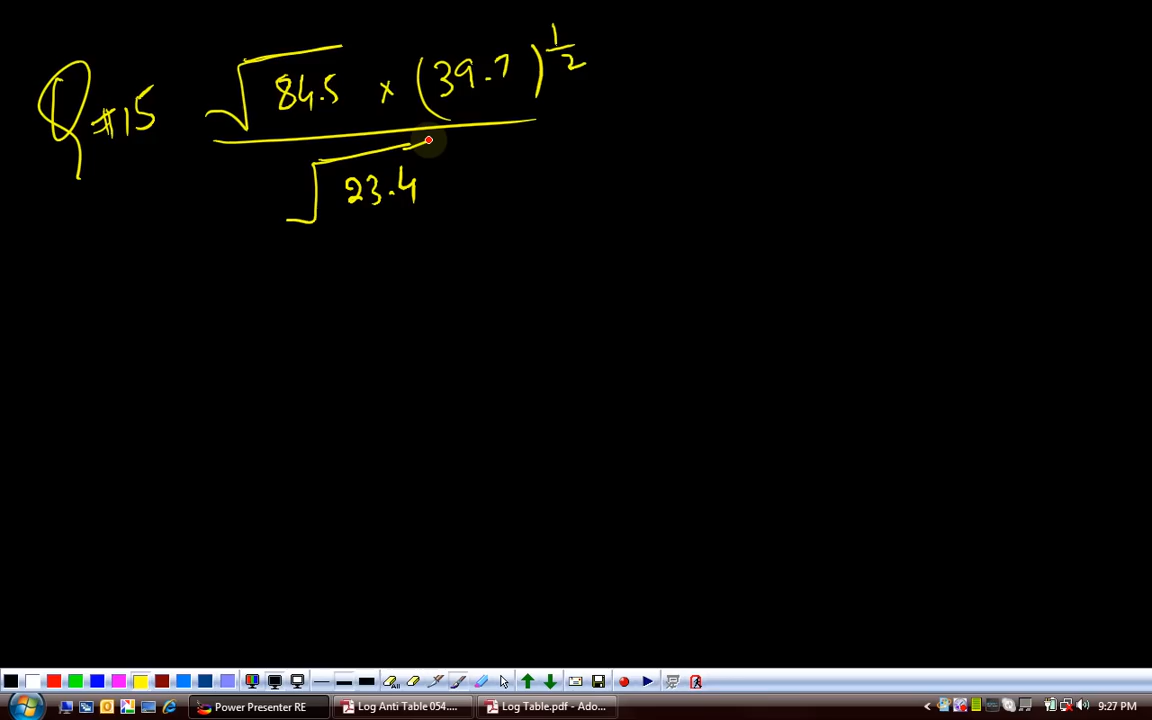 Q#15 √84.5 × (39.7)^1/2
√23.4
Power Presenter RE
Log Anti Table 054....
Log Table.pdf - Ado...
9:27 PM